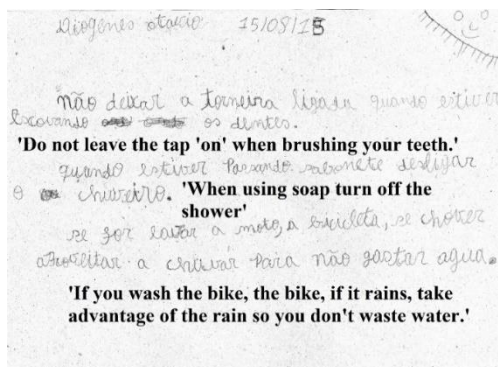 Diogenes otacio 15/08/15
não deixar a torneira ligada quando estiver
escovando os dentes.
'Do not leave the tap 'on' when brushing your teeth.'
quando estiver passando sabonete desligar
o chuveiro. 'When using soap turn off the
shower'
se for lavar a moto, a bicicleta, se chover
aproveitar a chuva para não gastar agua.
'If you wash the bike, the bike, if it rains, take
advantage of the rain so you don't waste water.'